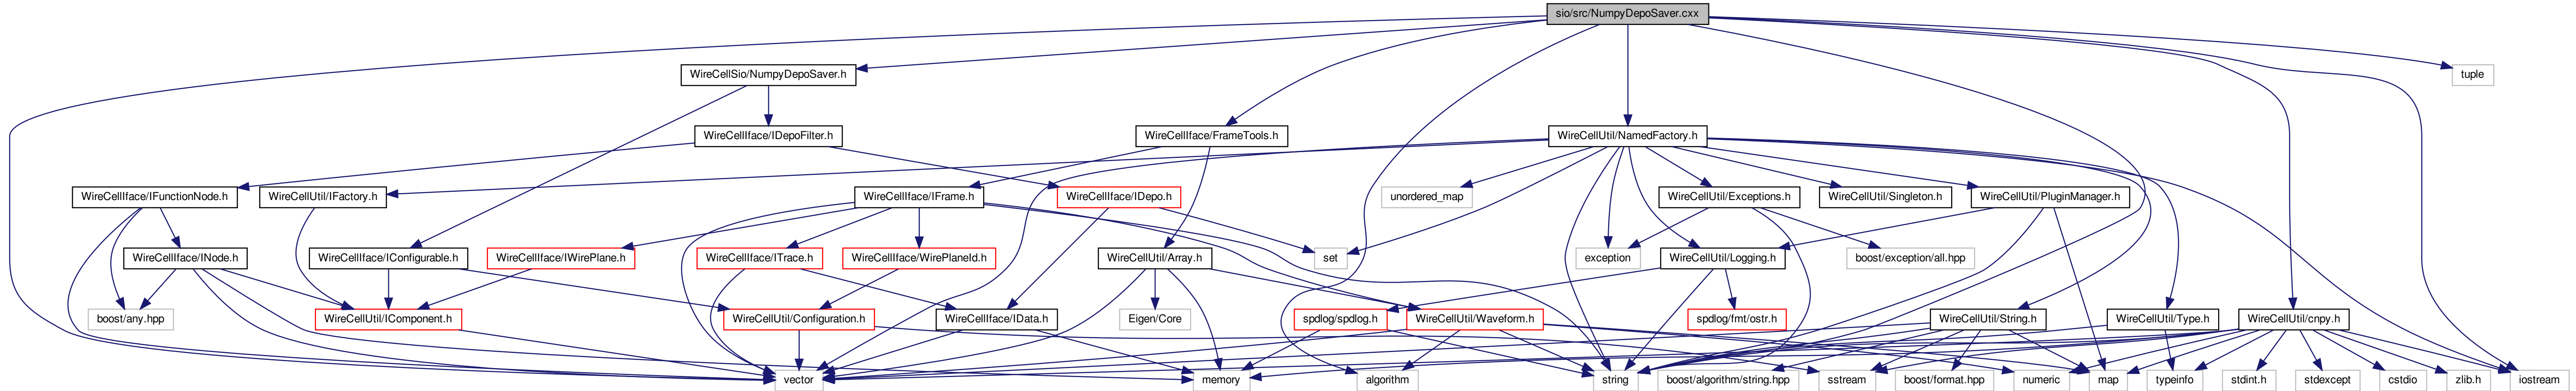 sio/src/NumpyDepoSaver.cxx
WireCellSio/NumpyDepoSaver.h
tuple
WireCellIface/IDepoFilter.h
WireCellIface/FrameTools.h
WireCellUtil/NamedFactory.h
WireCellIface/IFunctionNode.h
WireCellUtil/IFactory.h
WireCellIface/IFrame.h
WireCellIface/IDepo.h
unordered_map
WireCellUtil/Exceptions.h
WireCellUtil/Singleton.h
WireCellUtil/PluginManager.h
WireCellIface/INode.h
WireCellIface/IConfigurable.h
WireCellIface/IWirePlane.h
WireCellIface/ITrace.h
WireCellIface/WirePlaneId.h
WireCellUtil/Array.h
set
exception
WireCellUtil/Logging.h
boost/exception/all.hpp
boost/any.hpp
WireCellUtil/IComponent.h
WireCellUtil/Configuration.h
WireCellIface/IData.h
Eigen/Core
spdlog/spdlog.h
WireCellUtil/Waveform.h
spdlog/fmt/ostr.h
WireCellUtil/String.h
WireCellUtil/Type.h
WireCellUtil/cnpy.h
vector
memory
algorithm
string
boost/algorithm/string.hpp
sstream
boost/format.hpp
numeric
map
typeinfo
stdint.h
stdexcept
cstdio
zlib.h
iostream